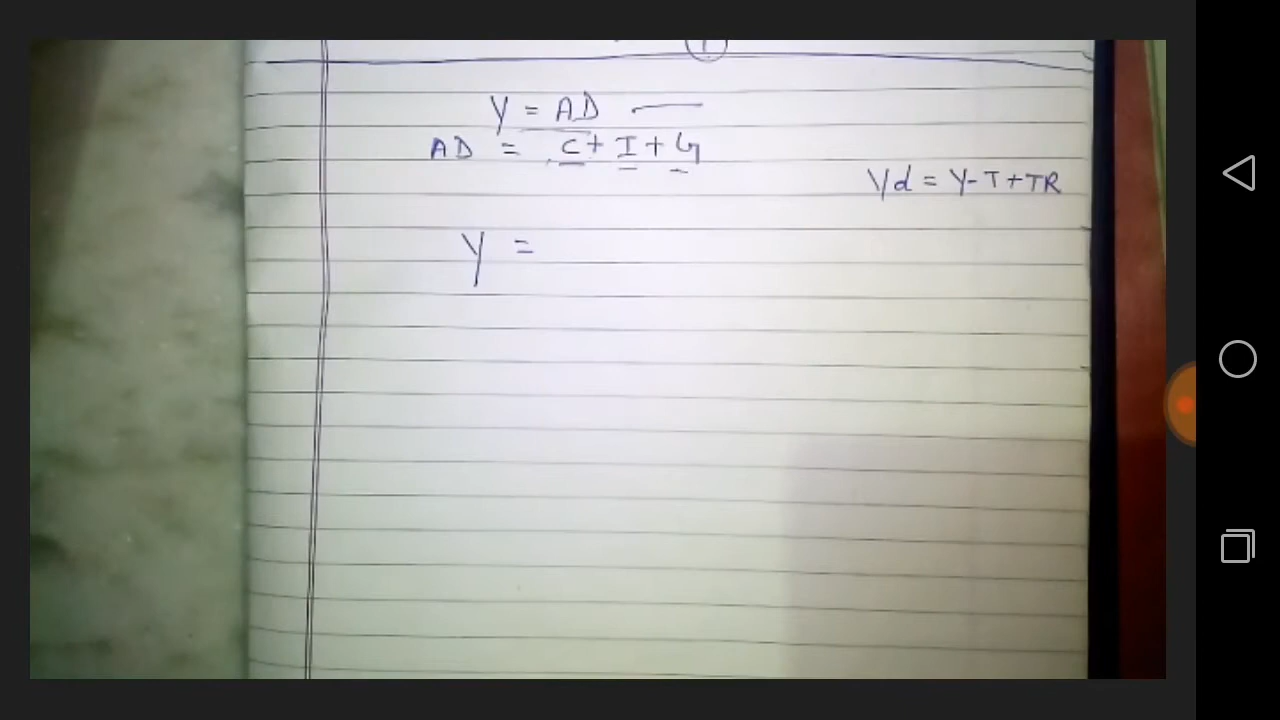 Y = AD
AD = C + I + G
Yd = Y - T + TR
Y =